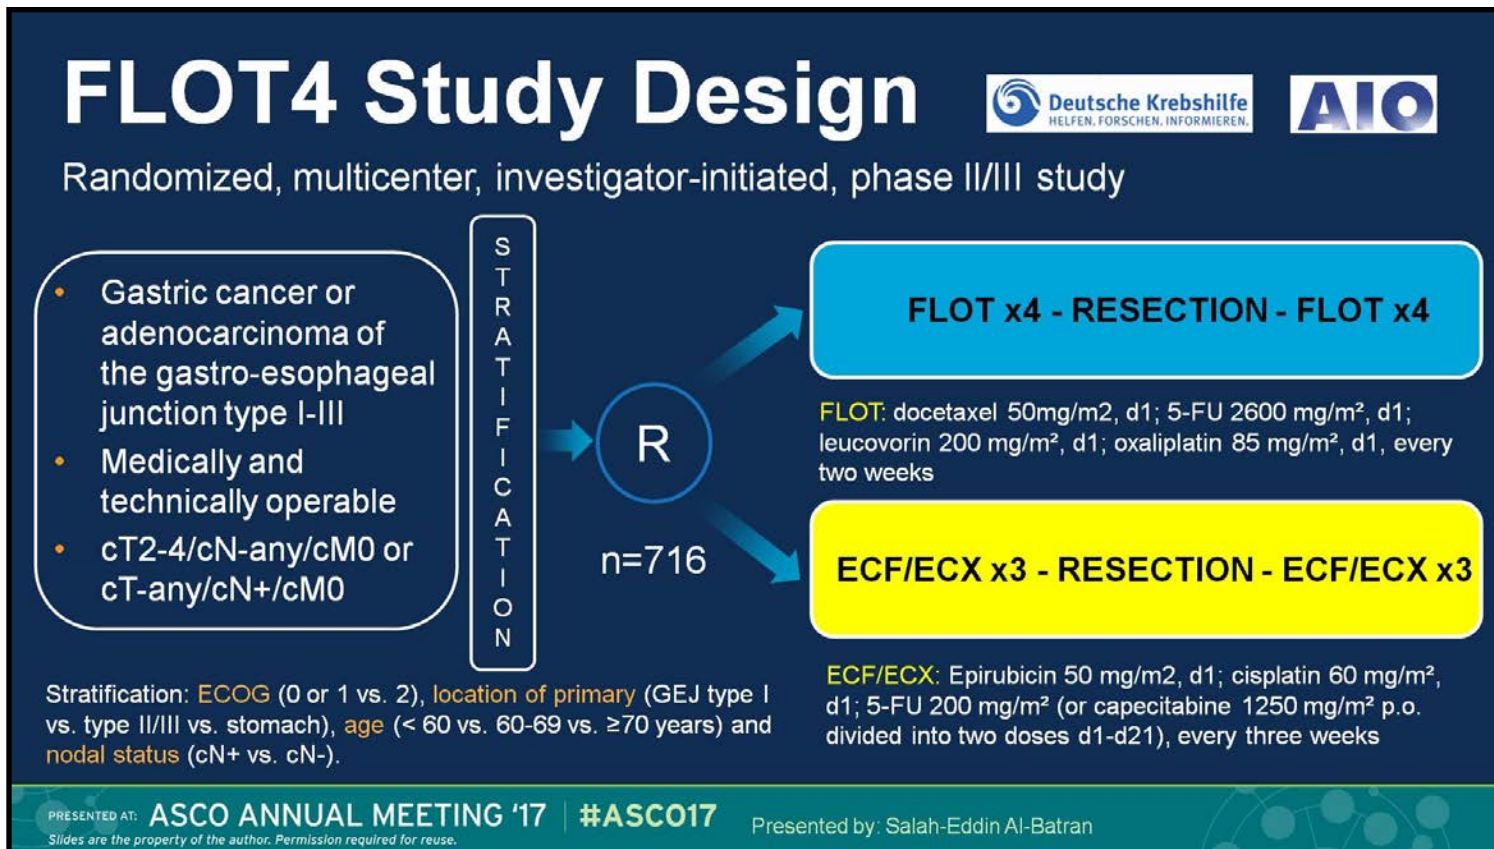 FLOT4 Study Design
Deutsche Krebshilfe
HELFEN. FORSCHEN. INFORMIEREN.
AIO
Randomized, multicenter, investigator-initiated, phase II/III study
• Gastric cancer or
adenocarcinoma of
the gastro-esophageal
junction type I-III
• Medically and
technically operable
• cT2-4/cN-any/cM0 or
cT-any/cN+/cM0
STRATIFICATION
R
n=716
FLOT x4 - RESECTION - FLOT x4
FLOT: docetaxel 50mg/m2, d1; 5-FU 2600 mg/m², d1;
leucovorin 200 mg/m², d1; oxaliplatin 85 mg/m², d1, every
two weeks
ECF/ECX x3 - RESECTION - ECF/ECX x3
ECF/ECX: Epirubicin 50 mg/m2, d1; cisplatin 60 mg/m²,
d1; 5-FU 200 mg/m² (or capecitabine 1250 mg/m² p.o.
divided into two doses d1-d21), every three weeks
Stratification: ECOG (0 or 1 vs. 2), location of primary (GEJ type I
vs. type II/III vs. stomach), age (< 60 vs. 60-69 vs. ≥70 years) and
nodal status (cN+ vs. cN-).
PRESENTED AT: ASCO ANNUAL MEETING '17 | #ASCO17
Slides are the property of the author. Permission required for reuse.
Presented by: Salah-Eddin Al-Batran